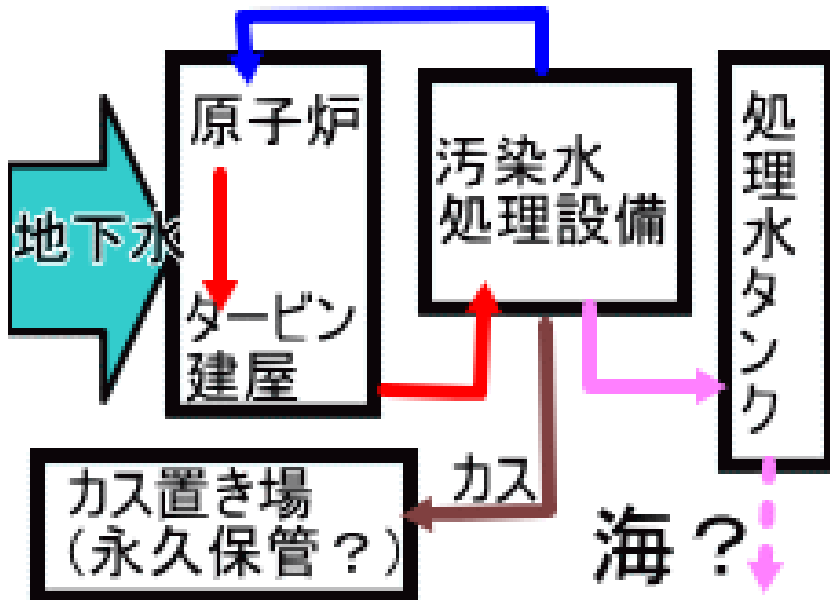 原子炉
地下水
タービン
建屋
汚染水
処理設備
処理水タンク
カス
カス置き場
(永久保管？)
海？